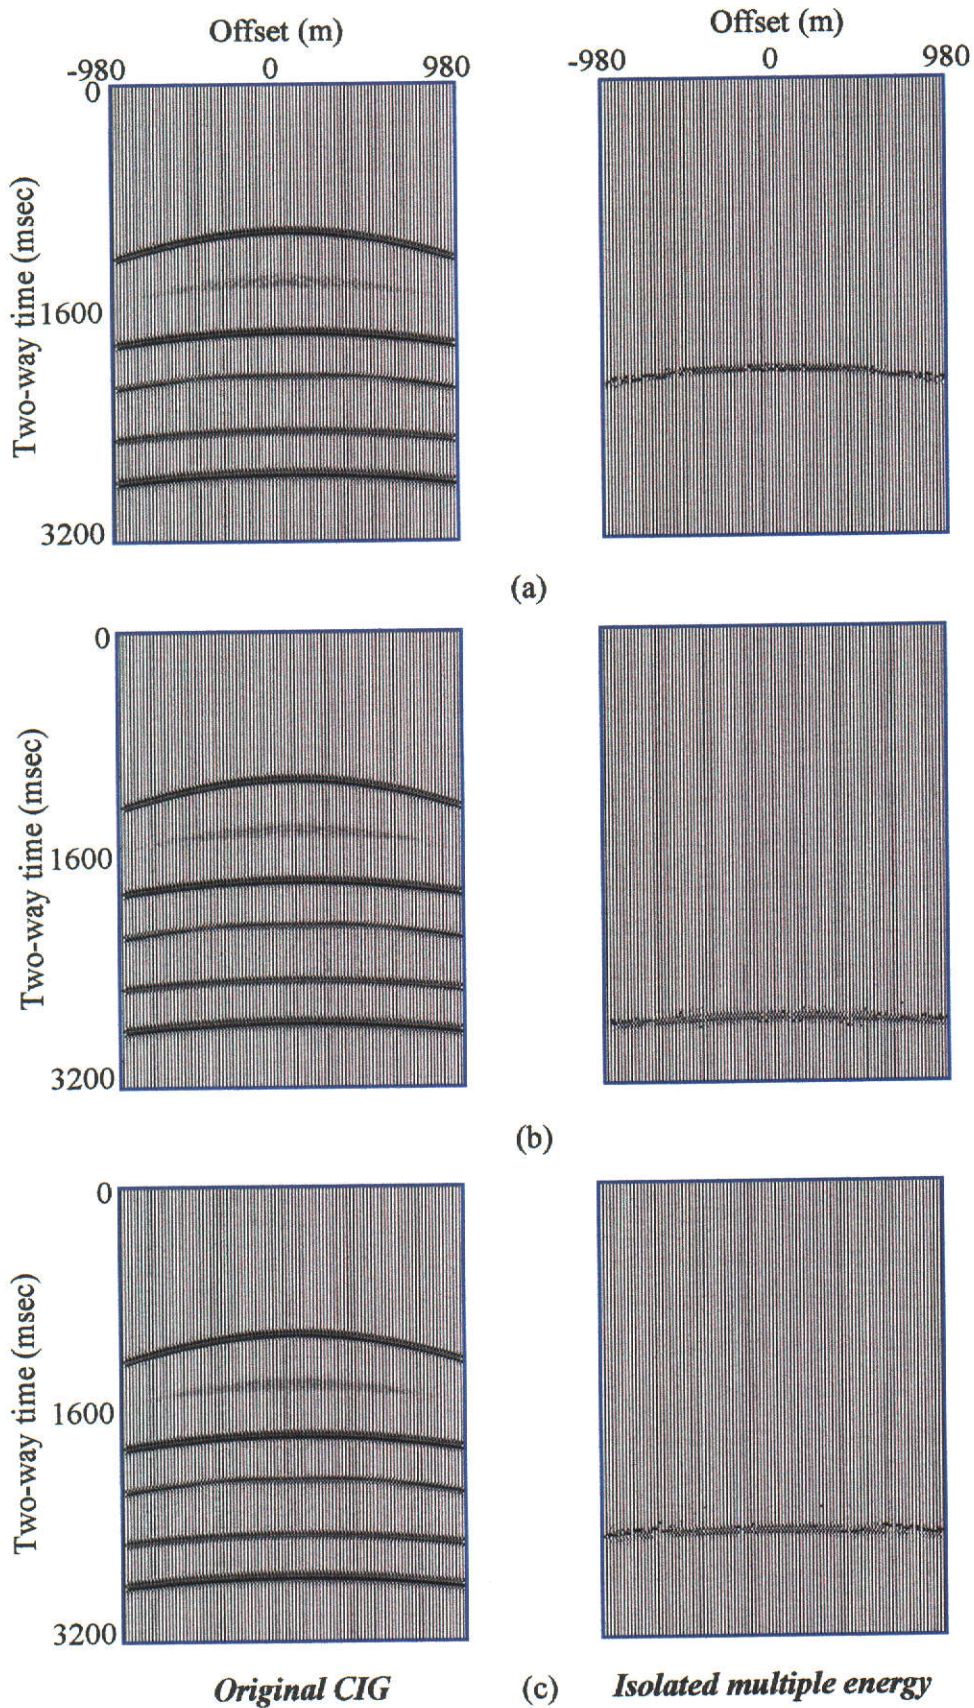 Offset (m)
Offset (m)
-980 0 980
-980 0 980
0
Two-way time (msec)
1600
3200
(a)
0
Two-way time (msec)
1600
3200
(b)
0
Two-way time (msec)
1600
3200
Original CIG
(c)
Isolated multiple energy